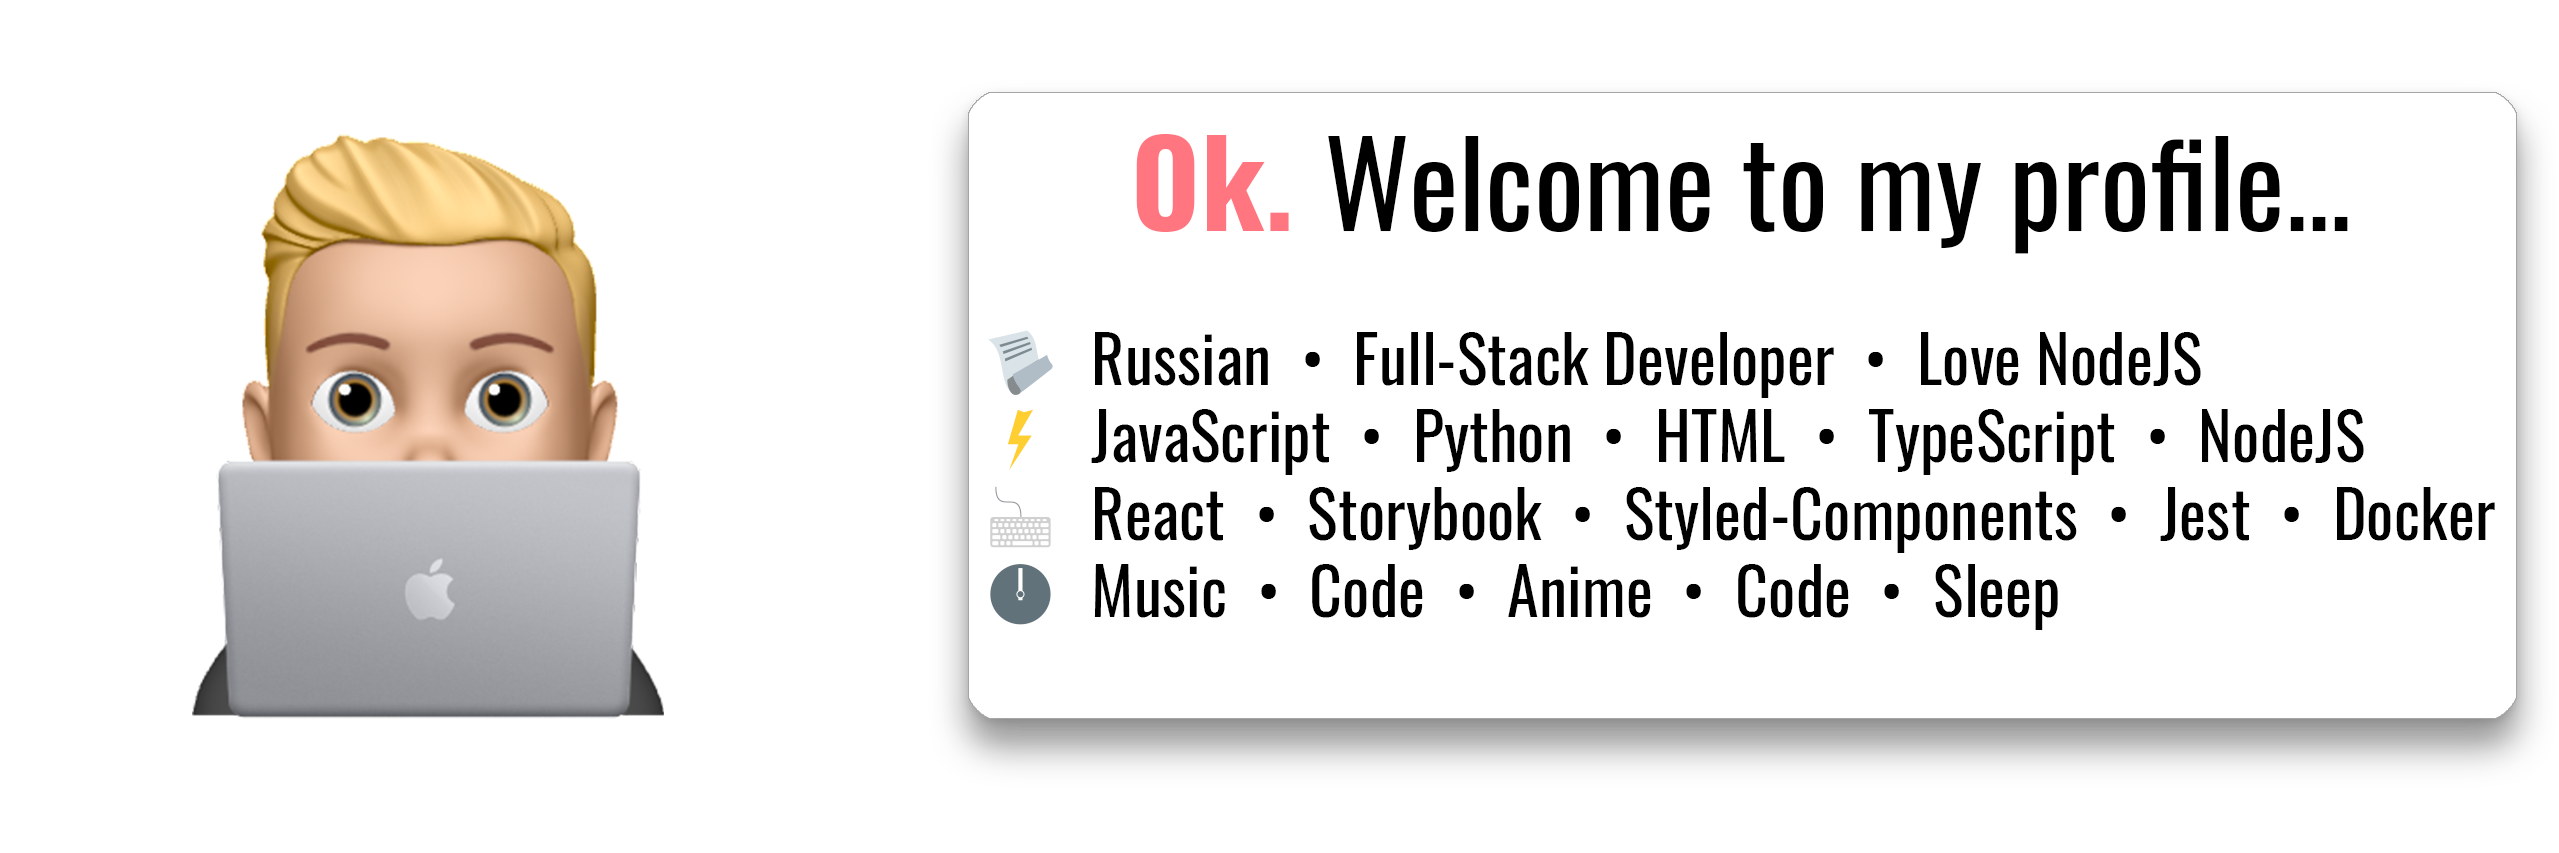 Ok. Welcome to my profile...
Russian • Full-Stack Developer • Love NodeJS
JavaScript • Python • HTML • TypeScript • NodeJS
React • Storybook • Styled-Components • Jest • Docker
Music • Code • Anime • Code • Sleep